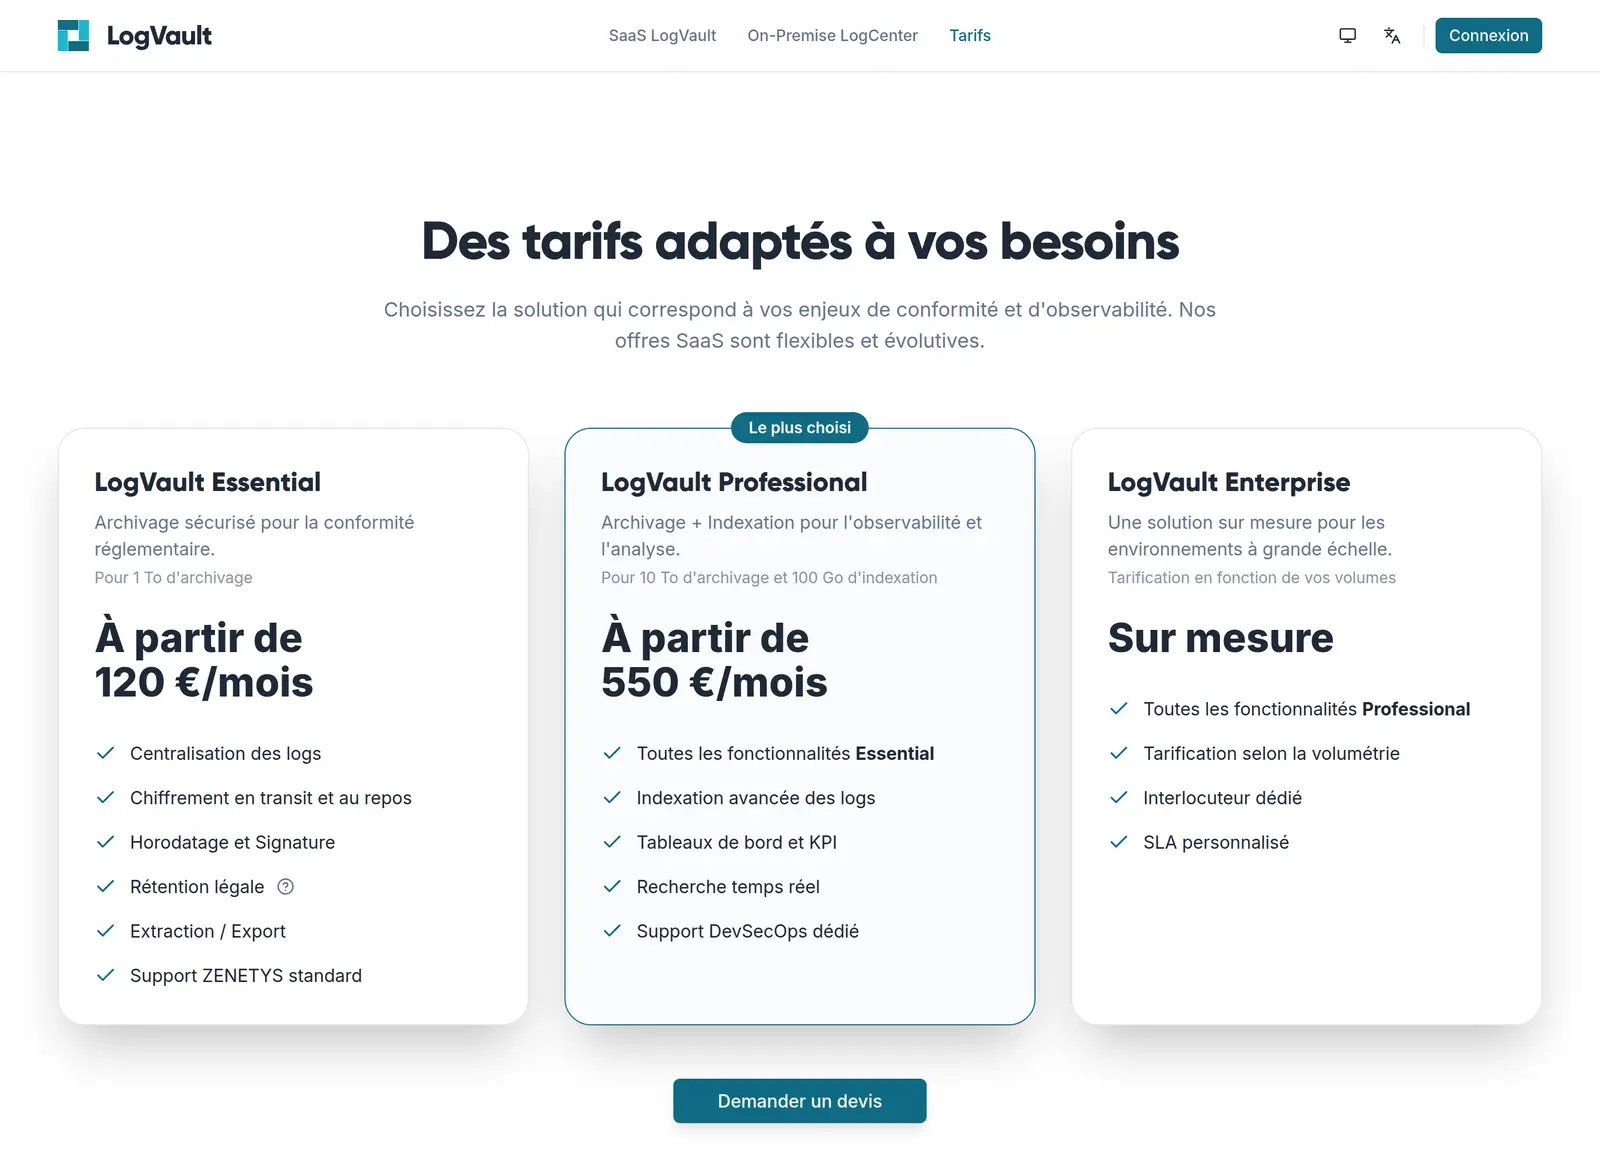 LogVault
SaaS LogVault
On-Premise LogCenter
Tarifs
Connexion
Des tarifs adaptés à vos besoins
Choisissez la solution qui correspond à vos enjeux de conformité et d'observabilité. Nos
offres SaaS sont flexibles et évolutives.
LogVault Essential
Archivage sécurisé pour la conformité
réglementaire.
Pour 1 To d'archivage
À partir de
120 €/mois
Centralisation des logs
Chiffrement en transit et au repos
Horodatage et Signature
Rétention légale
Extraction / Export
Support ZENETYS standard
Le plus choisi
LogVault Professional
Archivage + Indexation pour l'observabilité et
l'analyse.
Pour 10 To d'archivage et 100 Go d'indexation
À partir de
550 €/mois
Toutes les fonctionnalités Essential
Indexation avancée des logs
Tableaux de bord et KPI
Recherche temps réel
Support DevSecOps dédié
LogVault Enterprise
Une solution sur mesure pour les
environnements à grande échelle.
Tarification en fonction de vos volumes
Sur mesure
Toutes les fonctionnalités Professional
Tarification selon la volumétrie
Interlocuteur dédié
SLA personnalisé
Demander un devis